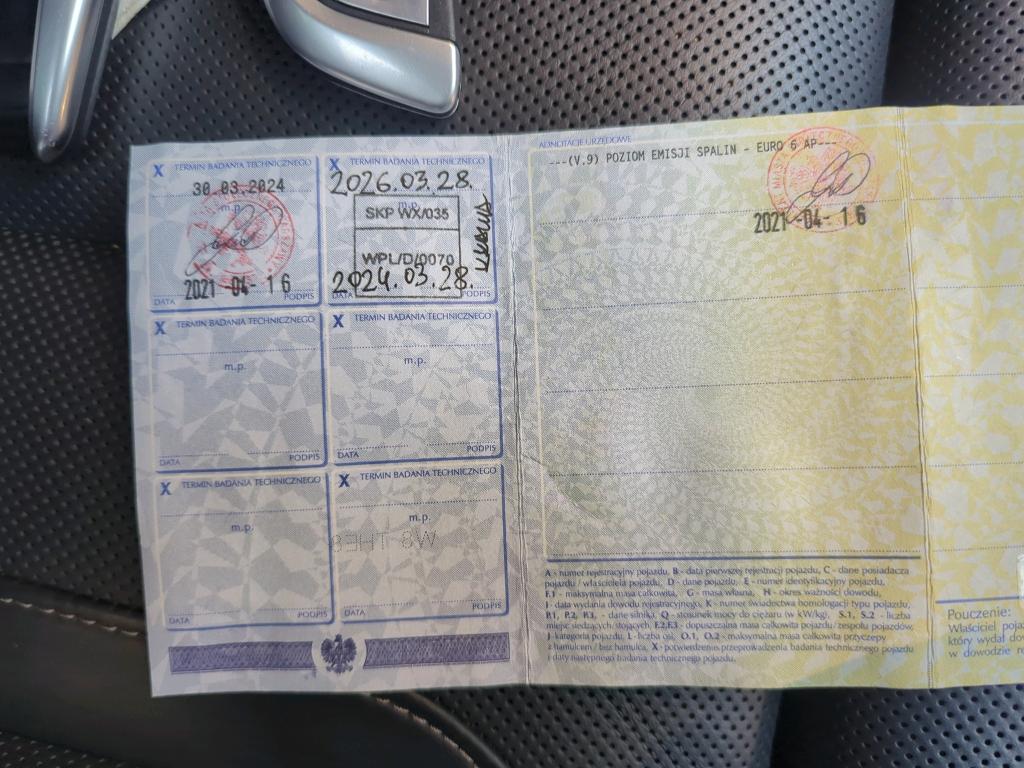 X TERMIN BADANIA TECHNICZNEGO
30.03.2024
m.p.
2021 -04- 16
DATA PODPIS
X TERMIN BADANIA TECHNICZNEGO
2026.03.28.
m.p.
SKP WX/035
WPL/D/0070
2024.03.28.
DATA
X TERMIN BADANIA TECHNICZNEGO
m.p.
DATA PODPIS
X TERMIN BADANIA TECHNICZNEGO
m.p.
DATA PODPIS
X TERMIN BADANIA TECHNICZNEGO
m.p.
DATA PODPIS
X TERMIN BADANIA TECHNICZNEGO
m.p.
DATA PODPIS
ADNOTACJE URZĘDOWE
---(V.9) POZIOM EMISJI SPALIN - EURO 6 AP---
2021 -04- 16
A - numer rejestracyjny pojazdu, B - data pierwszej rejestracji pojazdu, C - dane posiadacza
pojazdu / właściciela pojazdu, D - dane pojazdu, E - numer identyfikacyjny pojazdu,
F.1 - maksymalna masa całkowita, G - masa własna, H - okres ważności dowodu,
I - data wydania dowodu rejestracyjnego, K - numer świadectwa homologacji typu pojazdu,
P.1, P.2, P.3, - dane silnika, Q - stosunek mocy do ciężaru (w kW/kg), S.1, S.2 - liczba
miejsc siedzących/stojących, F.2,F.3 - dopuszczalna masa całkowita pojazdu/zespołu pojazdów,
J - kategoria pojazdu, L - liczba osi, O.1, O.2 - maksymalna masa całkowita przyczepy
z hamulcem / bez hamulca, X - potwierdzenie przeprowadzenia badania technicznego pojazdu
i daty następnego badania technicznego pojazdu.
Pouczenie:
Właściciel
który wydał
w dowodzie